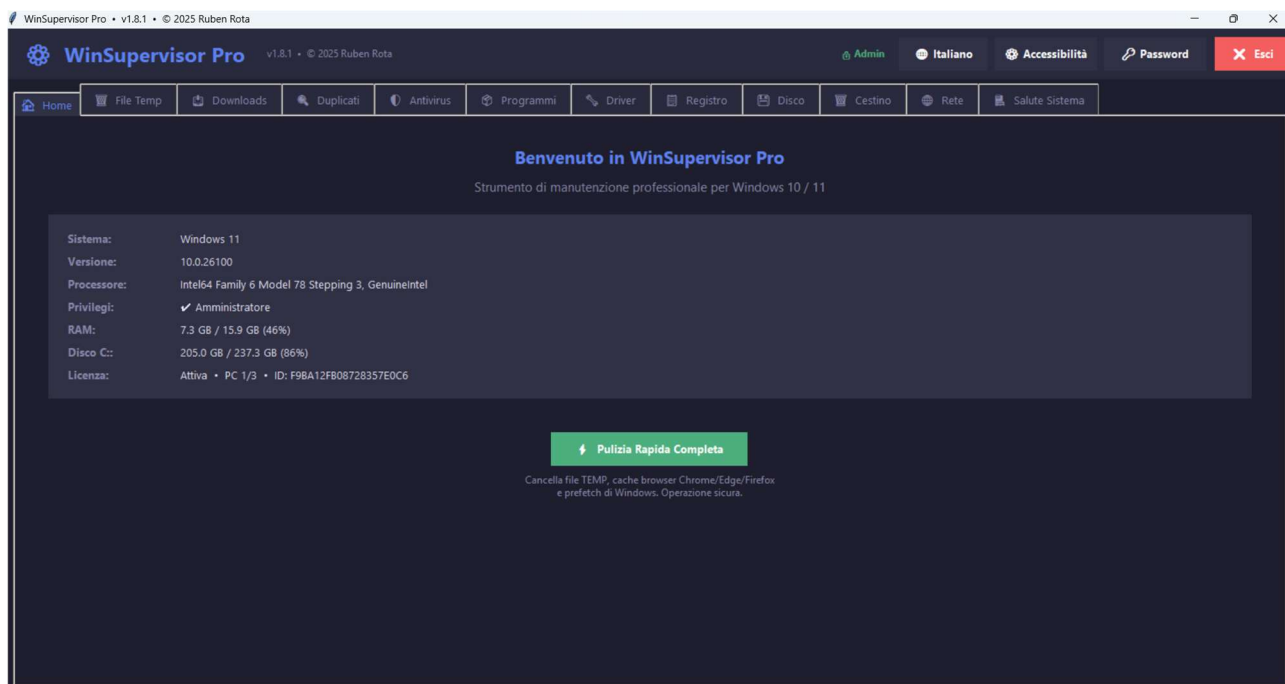 WinSupervisor Pro • v1.8.1 • © 2025 Ruben Rota
WinSupervisor Pro v1.8.1 • © 2025 Ruben Rota Admin Italiano Accessibilità Password Esci
Home File Temp Downloads Duplicati Antivirus Programmi Driver Registro Disco Cestino Rete Salute Sistema
Benvenuto in WinSupervisor Pro
Strumento di manutenzione professionale per Windows 10 / 11
Sistema: Windows 11
Versione: 10.0.26100
Processore: Intel64 Family 6 Model 78 Stepping 3, GenuineIntel
Privilegi: ✔ Amministratore
RAM: 7.3 GB / 15.9 GB (46%)
Disco C:: 205.0 GB / 237.3 GB (86%)
Licenza: Attiva • PC 1/3 • ID: F9BA12FB08728357E0C6
Pulizia Rapida Completa
Cancella file TEMP, cache browser Chrome/Edge/Firefox
e prefetch di Windows. Operazione sicura.